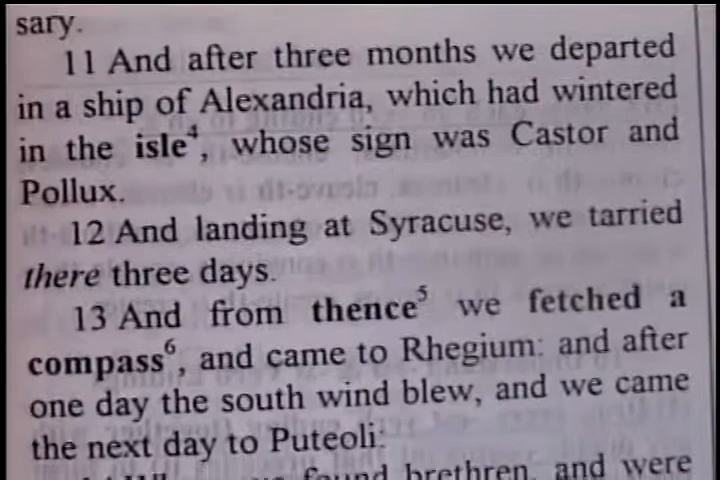 sary.
11 And after three months we departed
in a ship of Alexandria, which had wintered
in the isle⁴, whose sign was Castor and
Pollux.
12 And landing at Syracuse, we tarried
there three days.
13 And from thence⁵ we fetched a
compass⁶, and came to Rhegium: and after
one day the south wind blew, and we came
the next day to Puteoli:
found brethren, and were